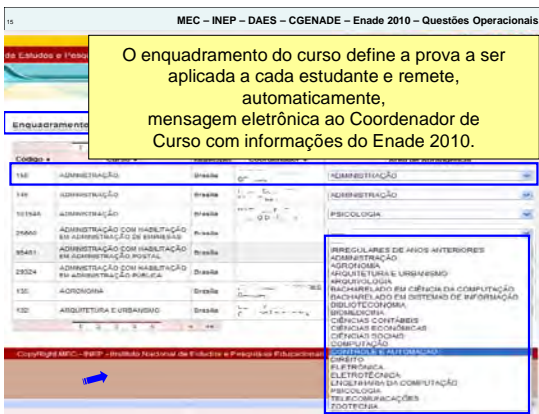 15
MEC – INEP – DAES – CGENADE – Enade 2010 – Questões Operacionais
O enquadramento do curso define a prova a ser
aplicada a cada estudante e remete,
automaticamente,
mensagem eletrônica ao Coordenador de
Curso com informações do Enade 2010.
da Estudos e Pesqu
Enquadramento
Código
ADMINISTRAÇÃO Brasília ADMINISTRAÇÃO
ADMINISTRAÇÃO Brasília ADMINISTRAÇÃO
Brasília PSICOLOGIA
ADMINISTRAÇÃO COM HABILITAÇÃO
EM ADMINISTRAÇÃO DE EMPRESAS
Brasília
ADMINISTRAÇÃO COM HABILITAÇÃO
EM ADMINISTRAÇÃO POSTAL
Brasília
ADMINISTRAÇÃO COM HABILITAÇÃO
EM ADMINISTRAÇÃO PÚBLICA
Brasília
AGRONOMIA Brasília
132 ARQUITETURA E URBANISMO Brasília
IRREGULARES DE ANOS ANTERIORES
ADMINISTRAÇÃO
AGRONOMIA
ARQUITETURA E URBANISMO
ARQUIVOLOGIA
BACHARELADO EM CIÊNCIA DA COMPUTAÇÃO
BACHARELADO EM SISTEMAS DE INFORMAÇÃO
BIBLIOTECONOMIA
BIOMEDICINA
CIÊNCIAS CONTÁBEIS
CIÊNCIAS ECONÔMICAS
CIÊNCIAS SOCIAIS
COMPUTAÇÃO
CONTROLE E AUTOMAÇÃO
DIREITO
ELETRÔNICA
ELETROTÉCNICA
ENGENHARIA DA COMPUTAÇÃO
PSICOLOGIA
TELECOMUNICAÇÕES
ZOOTECNIA
CopyRight MEC - INEP - Instituto Nacional de Estudos e Pesquisas Educacionai